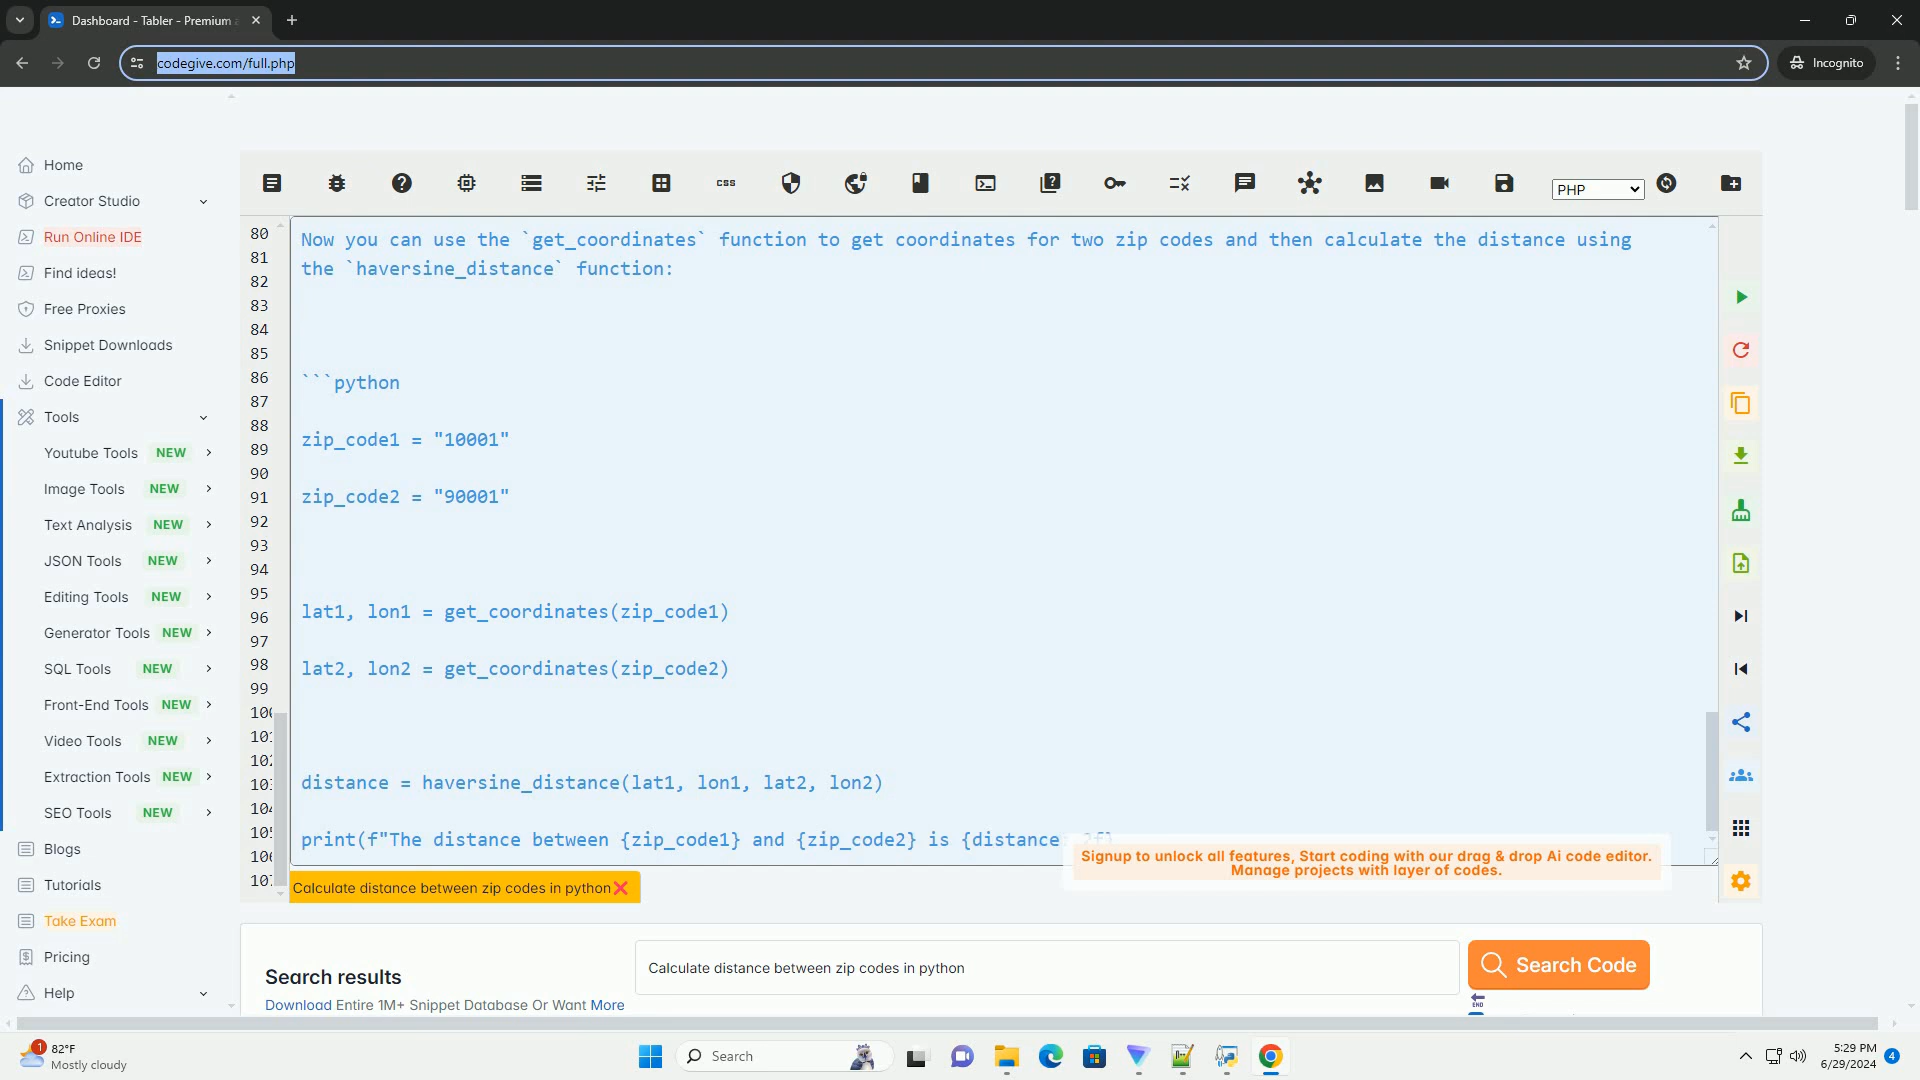 Dashboard - Tabler - Premium
codegive.com/full.php
Incognito
Home
Creator Studio
Run Online IDE
Find ideas!
Free Proxies
Snippet Downloads
Code Editor
Tools
Youtube Tools NEW
Image Tools NEW
Text Analysis NEW
JSON Tools NEW
Editing Tools NEW
Generator Tools NEW
SQL Tools NEW
Front-End Tools NEW
Video Tools NEW
Extraction Tools NEW
SEO Tools NEW
Blogs
Tutorials
Take Exam
Pricing
Help
css
PHP
80
81
82
83
84
85
86
87
88
89
90
91
92
93
94
95
96
97
98
99
Now you can use the `get_coordinates` function to get coordinates for two zip codes and then calculate the distance using
the `haversine_distance` function:
```python
zip_code1 = "10001"
zip_code2 = "90001"
lat1, lon1 = get_coordinates(zip_code1)
lat2, lon2 = get_coordinates(zip_code2)
distance = haversine_distance(lat1, lon1, lat2, lon2)
print(f"The distance between {zip_code1} and {zip_code2} is {distance:.2f}
Signup to unlock all features, Start coding with our drag & drop Ai code editor.
Manage projects with layer of codes.
Calculate distance between zip codes in python
Search results
Download Entire 1M+ Snippet Database Or Want More
Calculate distance between zip codes in python
Search Code
END
1
82°F
Mostly cloudy
Search
5:29 PM
6/29/2024
4